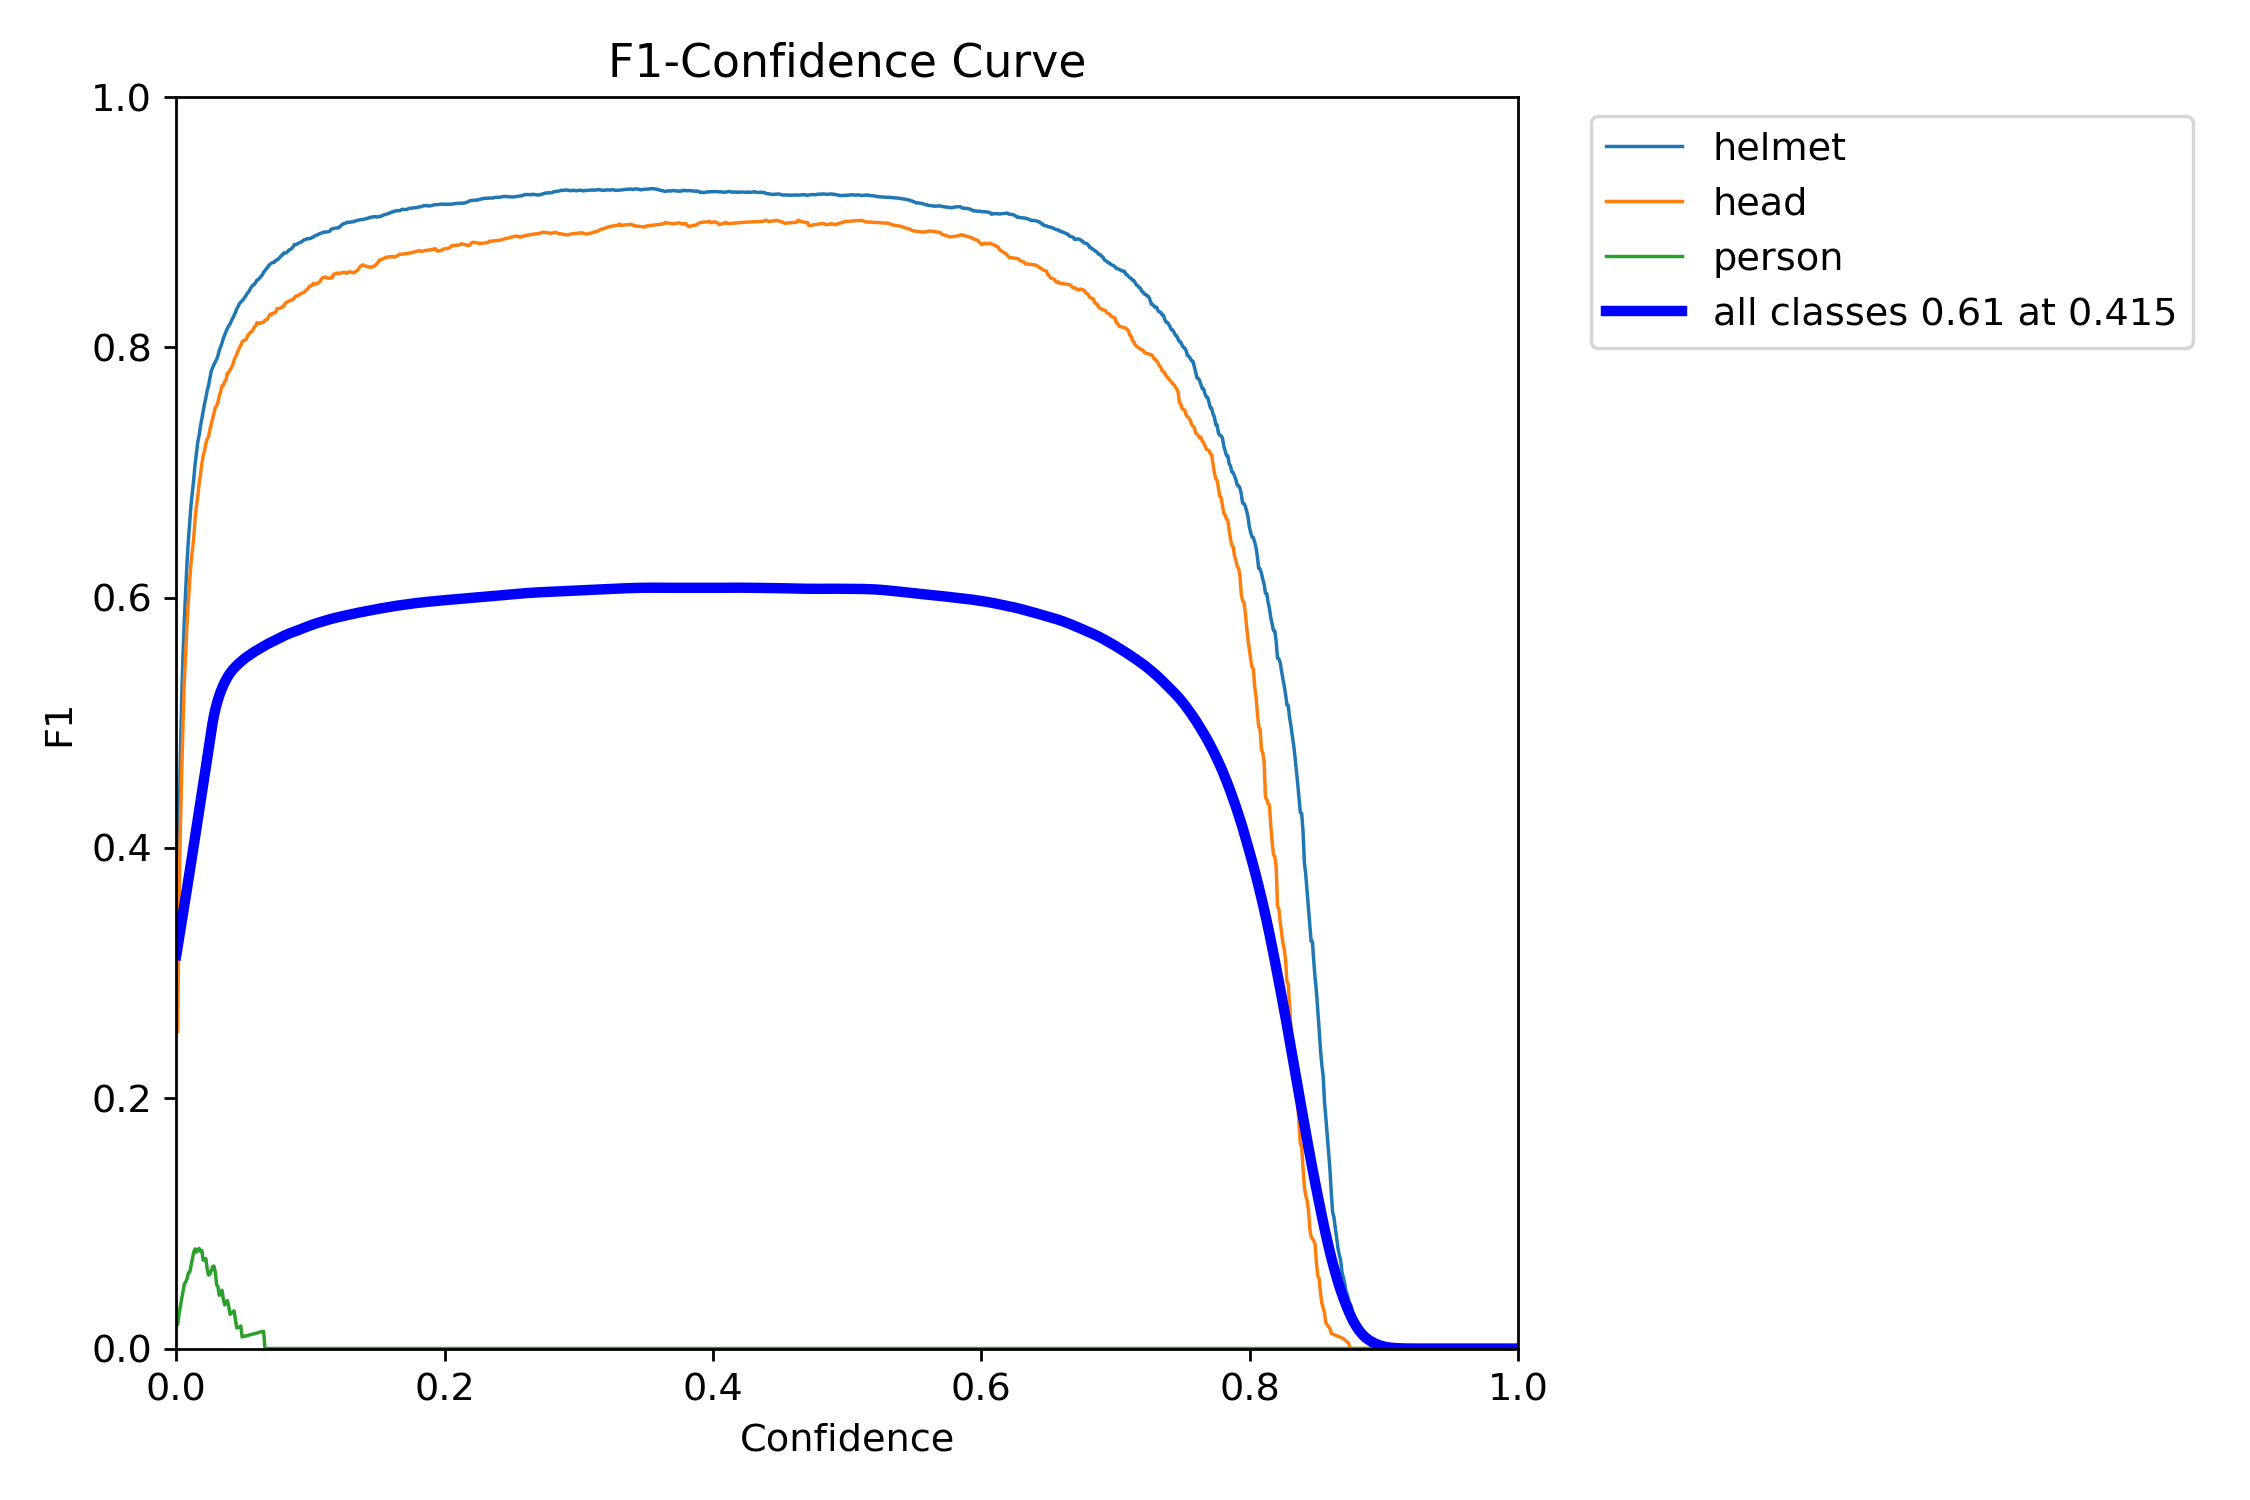 F1-Confidence Curve
1.0
0.8
0.6
0.4
0.2
0.0
F1
0.0 0.2 0.4 0.6 0.8 1.0
Confidence
helmet
head
person
all classes 0.61 at 0.415